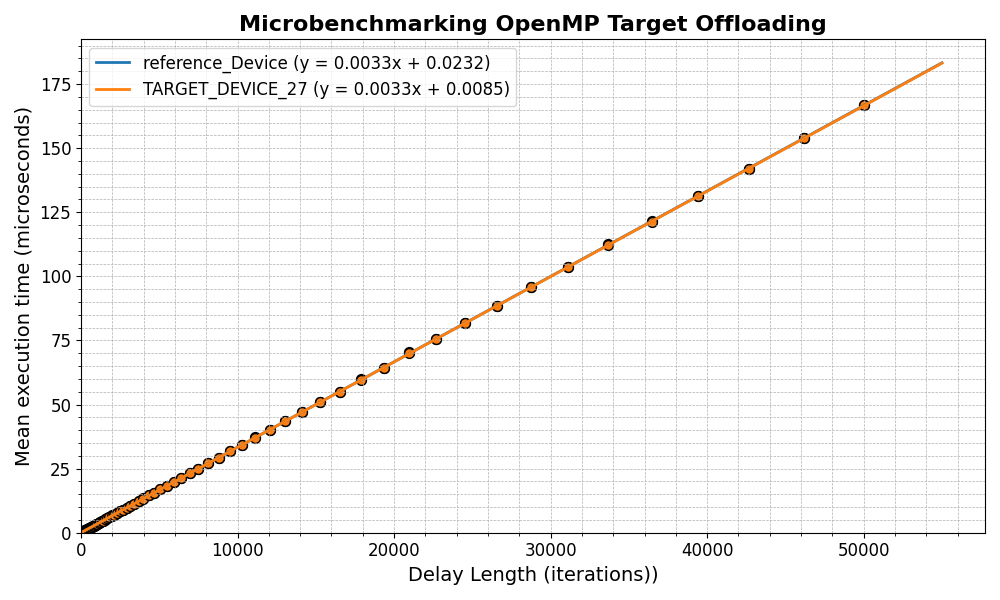 Microbenchmarking OpenMP Target Offloading
reference_Device (y = 0.0033x + 0.0232)
TARGET_DEVICE_27 (y = 0.0033x + 0.0085)
Mean execution time (microseconds)
175
150
125
100
75
50
25
0
0 10000 20000 30000 40000 50000
Delay Length (iterations))